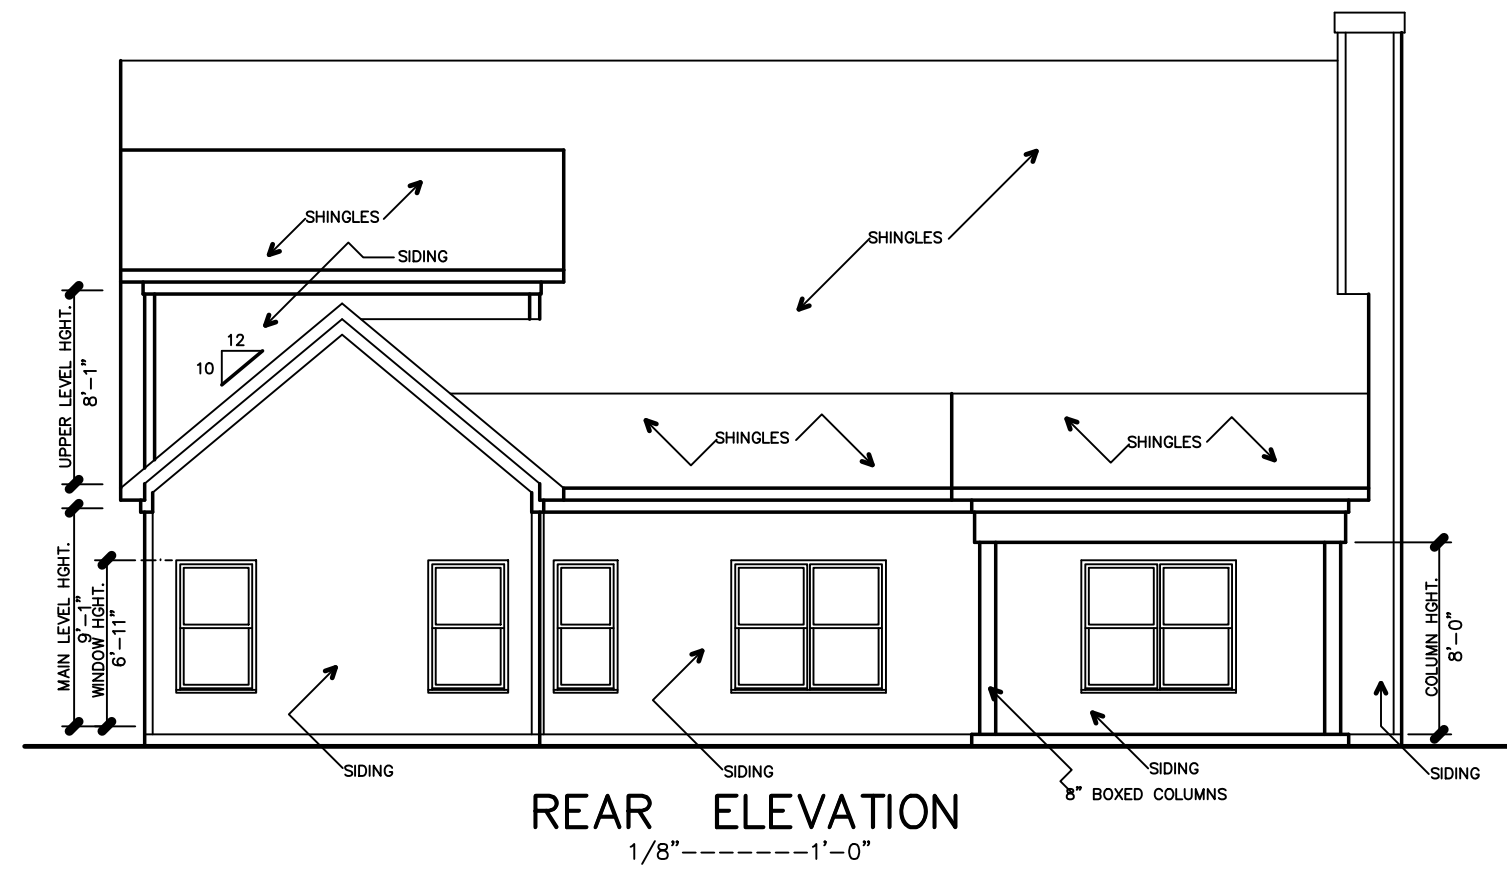 SHINGLES
SIDING
SHINGLES
12
10
UPPER LEVEL HGHT.
8'-1"
SHINGLES
SHINGLES
MAIN LEVEL HGHT.
9'-1"
WINDOW HGHT.
6'-11"
COLUMN HGHT.
8'-0"
SIDING
SIDING
SIDING
SIDING
8" BOXED COLUMNS
REAR ELEVATION
1/8"-------1'-0"